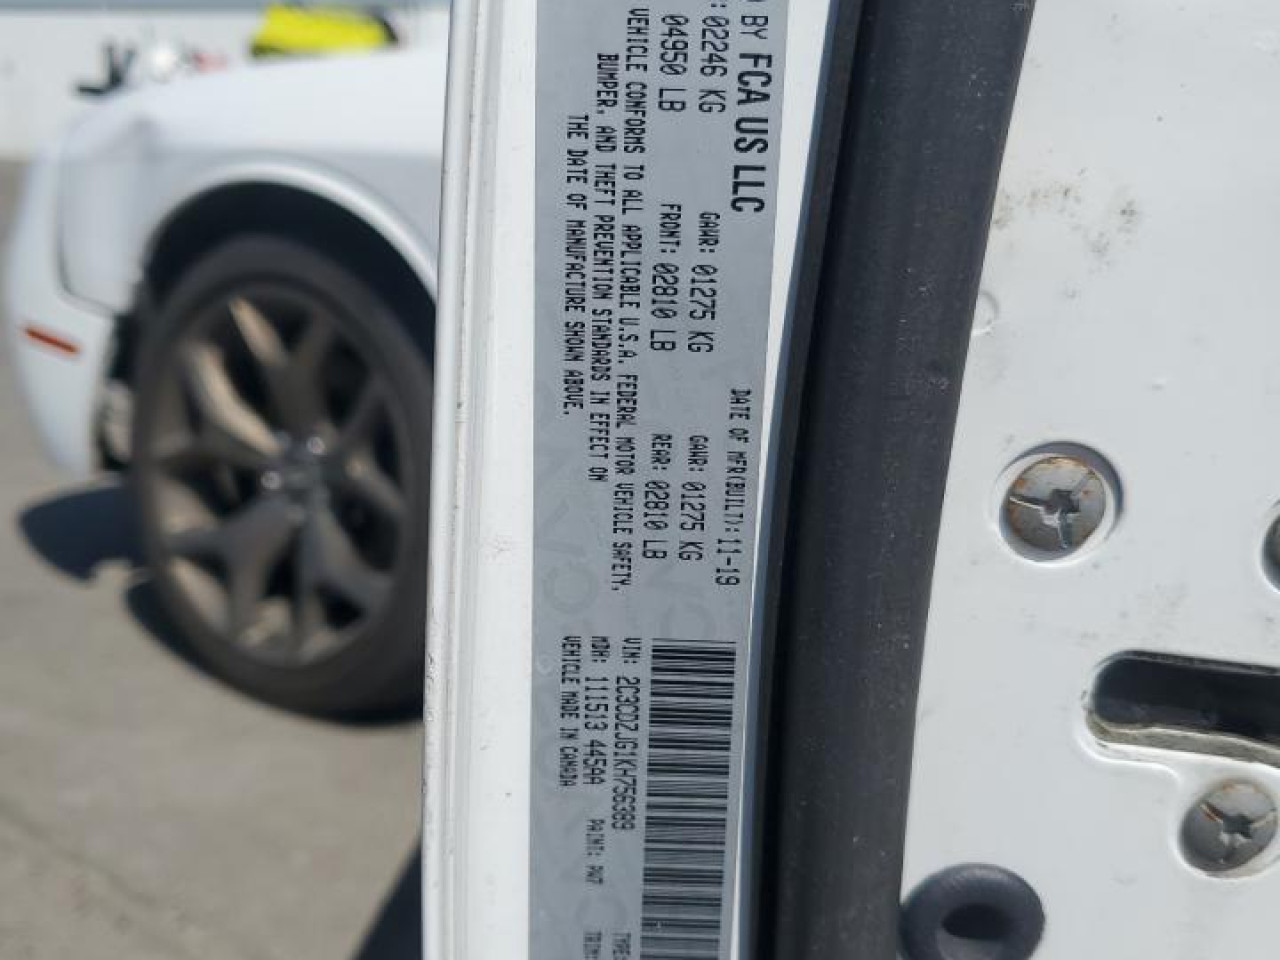 D BY FCA US LLC
: 02246 KG
04950 LB
GAWR: 01275 KG
FRONT: 02810 LB
DATE OF MFR(BUILT): 11-19
GAWR: 01275 KG
REAR: 02810 LB
VEHICLE CONFORMS TO ALL APPLICABLE U.S.A. FEDERAL MOTOR VEHICLE SAFETY,
BUMPER, AND THEFT PREVENTION STANDARDS IN EFFECT ON
THE DATE OF MANUFACTURE SHOWN ABOVE.
VIN: 2C3CDZJG1KH756389
TYPE:
MDH: 111513 445AA PAINT: PW7
TRIM:
VEHICLE MADE IN CANADA